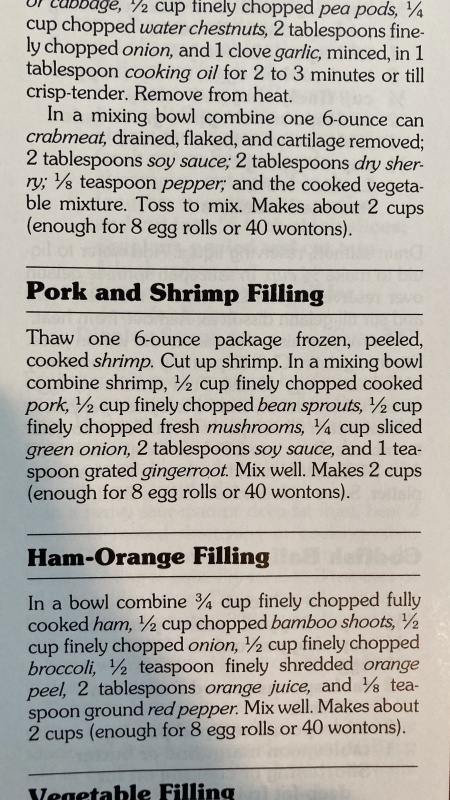 or cabbage, ½ cup finely chopped pea pods, ¼
cup chopped water chestnuts, 2 tablespoons fine-
ly chopped onion, and 1 clove garlic, minced, in 1
tablespoon cooking oil for 2 to 3 minutes or till
crisp-tender. Remove from heat.
In a mixing bowl combine one 6-ounce can
crabmeat, drained, flaked, and cartilage removed;
2 tablespoons soy sauce; 2 tablespoons dry sher-
ry; ⅛ teaspoon pepper; and the cooked vegeta-
ble mixture. Toss to mix. Makes about 2 cups
(enough for 8 egg rolls or 40 wontons).
Pork and Shrimp Filling
Thaw one 6-ounce package frozen, peeled,
cooked shrimp. Cut up shrimp. In a mixing bowl
combine shrimp, ½ cup finely chopped cooked
pork, ½ cup finely chopped bean sprouts, ½ cup
finely chopped fresh mushrooms, ¼ cup sliced
green onion, 2 tablespoons soy sauce, and 1 tea-
spoon grated gingerroot. Mix well. Makes 2 cups
(enough for 8 egg rolls or 40 wontons).
Ham-Orange Filling
In a bowl combine ¾ cup finely chopped fully
cooked ham, ½ cup chopped bamboo shoots, ½
cup finely chopped onion, ½ cup finely chopped
broccoli, ½ teaspoon finely shredded orange
peel, 2 tablespoons orange juice, and ⅛ tea-
spoon ground red pepper. Mix well. Makes about
2 cups (enough for 8 egg rolls or 40 wontons).
Vegetable Filling